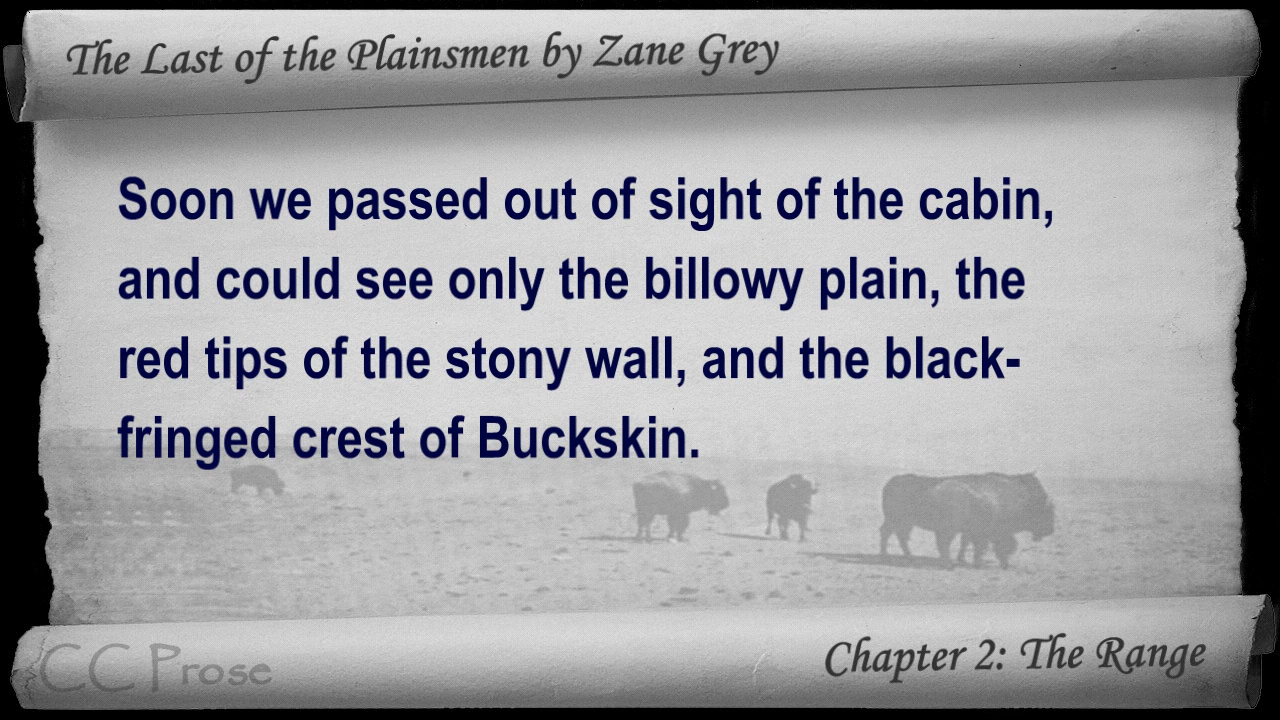 The Last of the Plainsmen by Zane Grey
Soon we passed out of sight of the cabin,
and could see only the billowy plain, the
red tips of the stony wall, and the black-
fringed crest of Buckskin.
CC Prose
Chapter 2: The Range